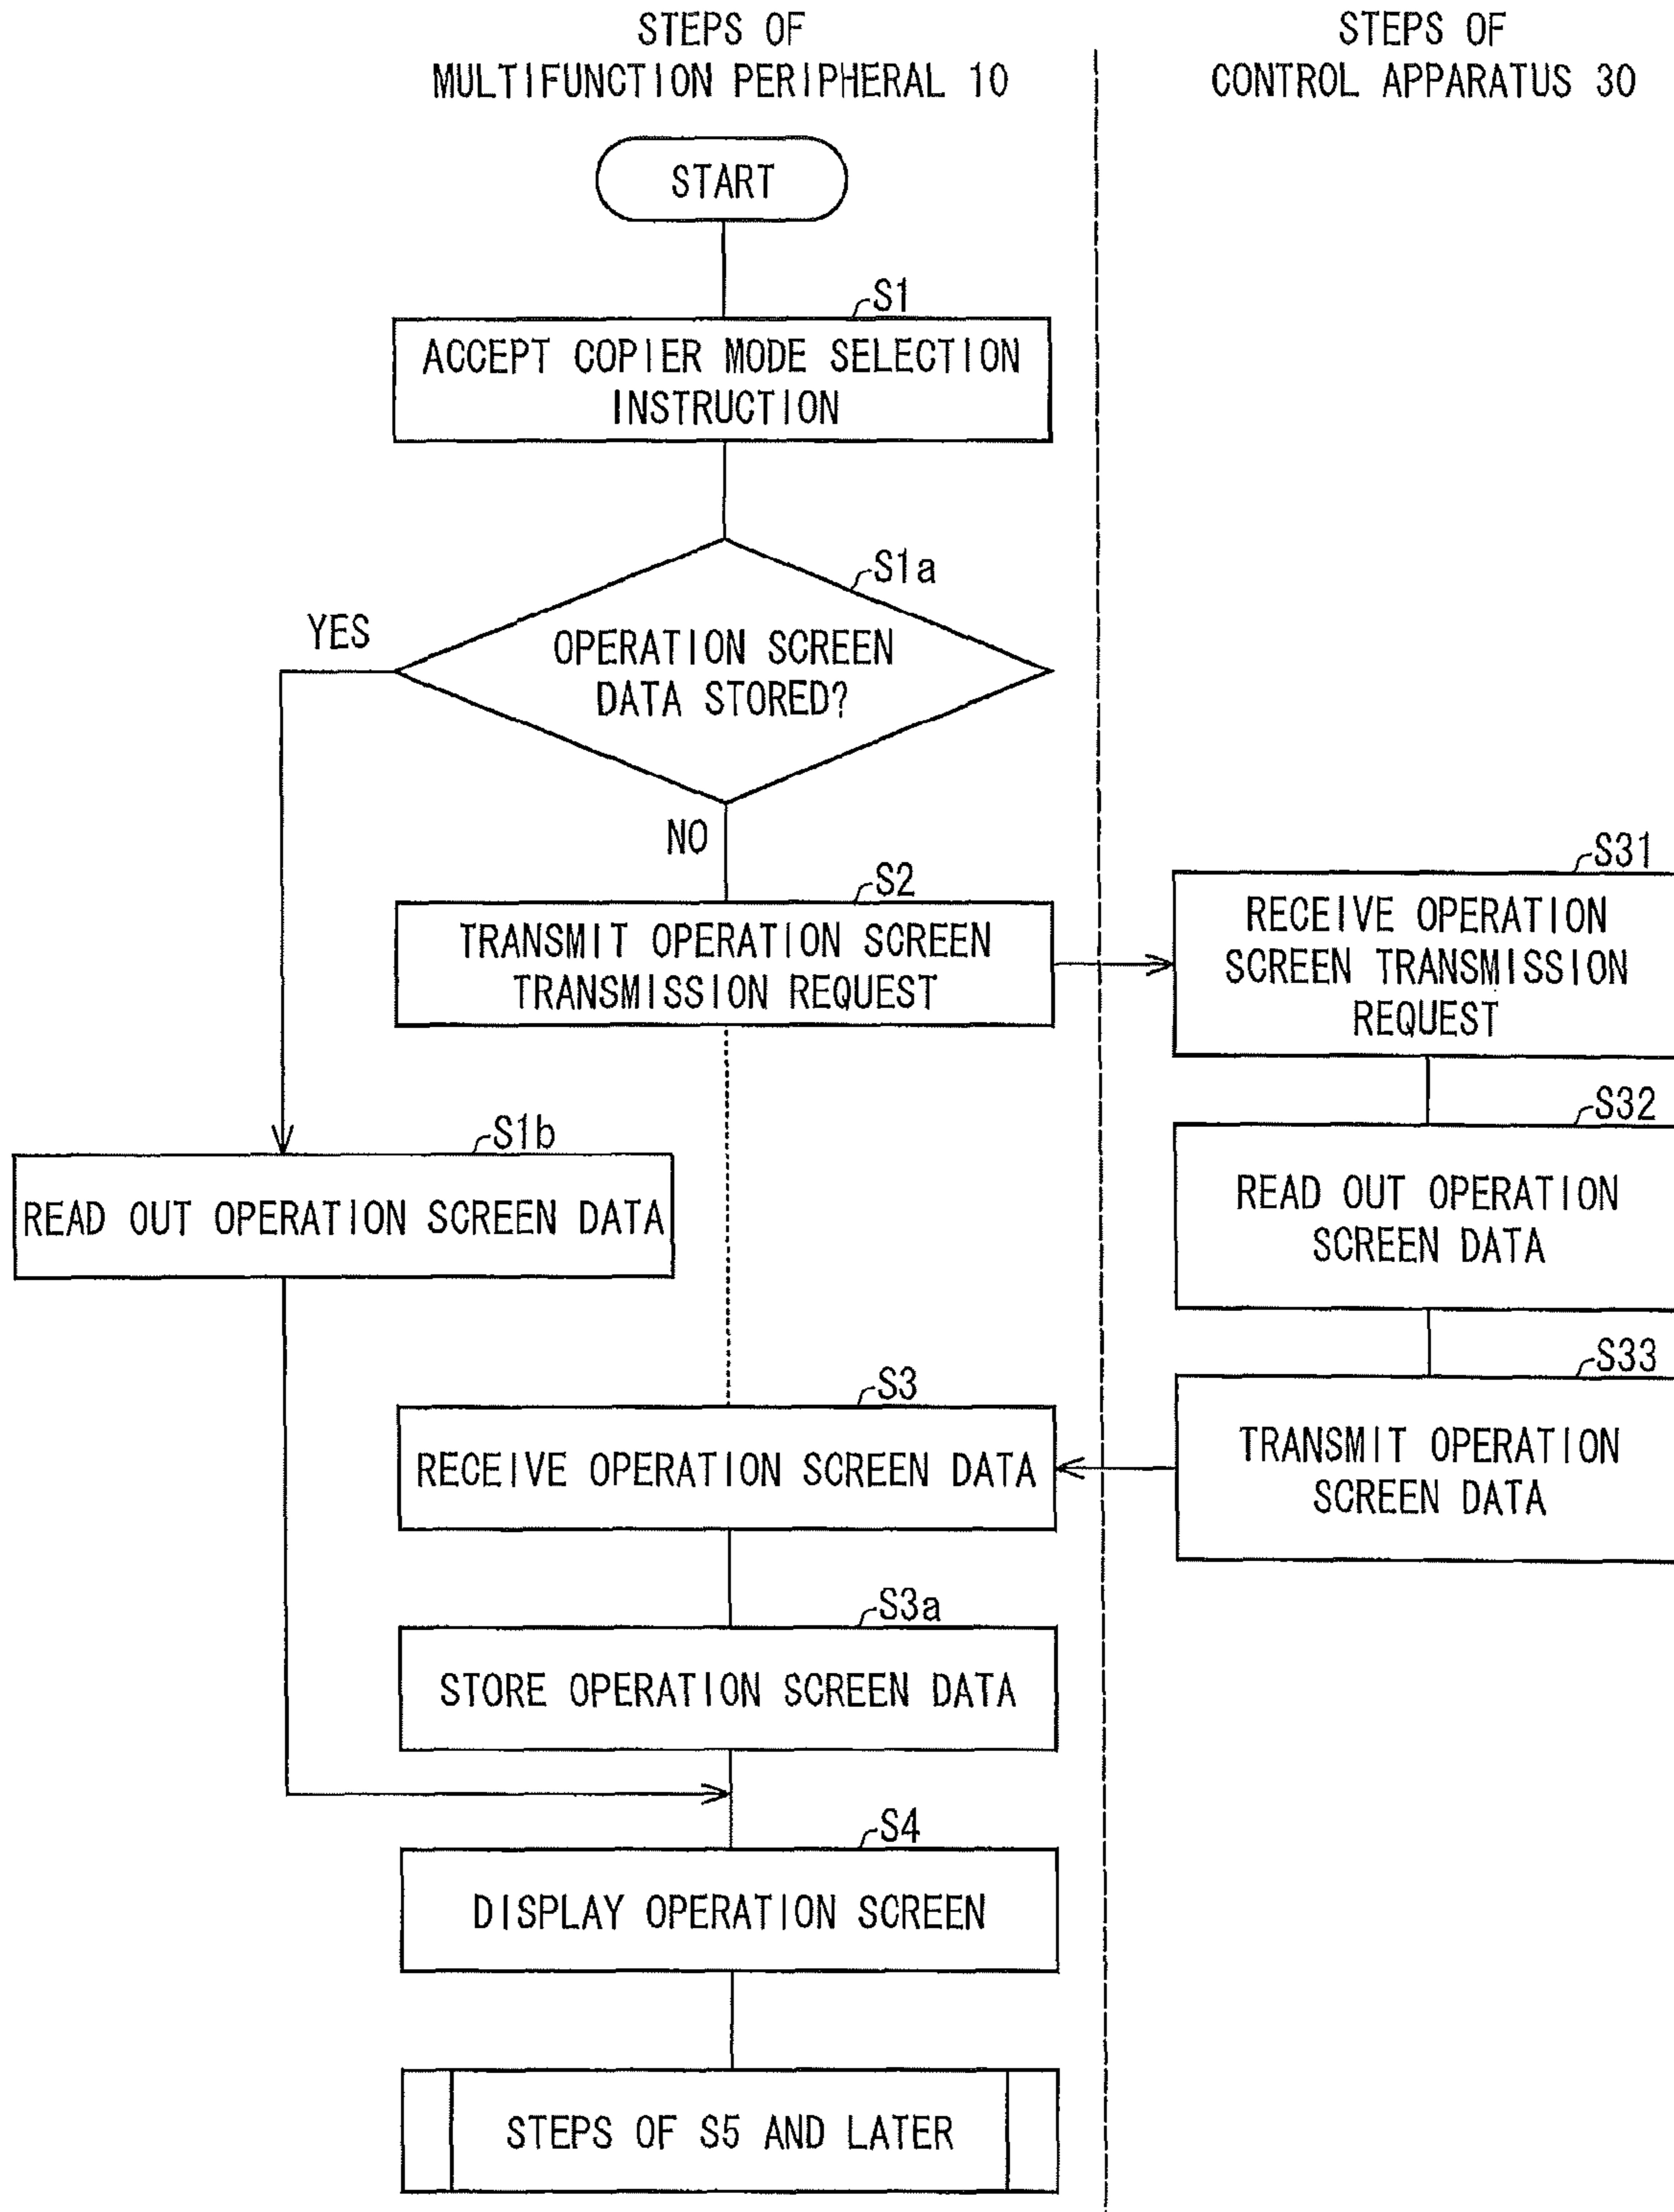 STEPS OF
MULTIFUNCTION PERIPHERAL 10
STEPS OF
CONTROL APPARATUS 30
START
S1
ACCEPT COPIER MODE SELECTION
INSTRUCTION
S1a
YES
OPERATION SCREEN
DATA STORED?
NO
S2
TRANSMIT OPERATION SCREEN
TRANSMISSION REQUEST
S31
RECEIVE OPERATION
SCREEN TRANSMISSION
REQUEST
S1b
READ OUT OPERATION SCREEN DATA
S32
READ OUT OPERATION
SCREEN DATA
S33
TRANSMIT OPERATION
SCREEN DATA
S3
RECEIVE OPERATION SCREEN DATA
S3a
STORE OPERATION SCREEN DATA
S4
DISPLAY OPERATION SCREEN
STEPS OF S5 AND LATER